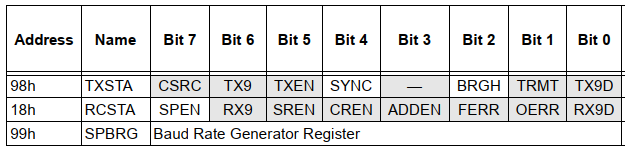 Address Name Bit 7 Bit 6 Bit 5 Bit 4 Bit 3 Bit 2 Bit 1 Bit 0
98h TXSTA CSRC TX9 TXEN SYNC — BRGH TRMT TX9D
18h RCSTA SPEN RX9 SREN CREN ADDEN FERR OERR RX9D
99h SPBRG Baud Rate Generator Register